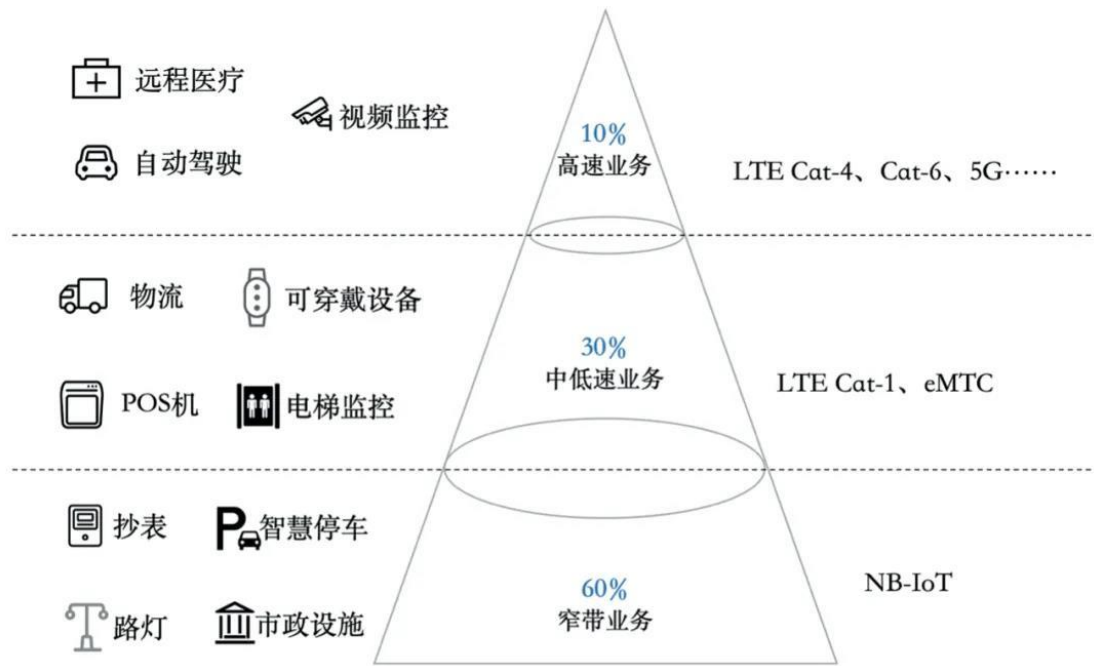 远程医疗
视频监控
自动驾驶
10%
高速业务
LTE Cat-4、Cat-6、5G……
物流
可穿戴设备
POS机
电梯监控
30%
中低速业务
LTE Cat-1、eMTC
抄表
P
智慧停车
路灯
市政设施
60%
窄带业务
NB-IoT